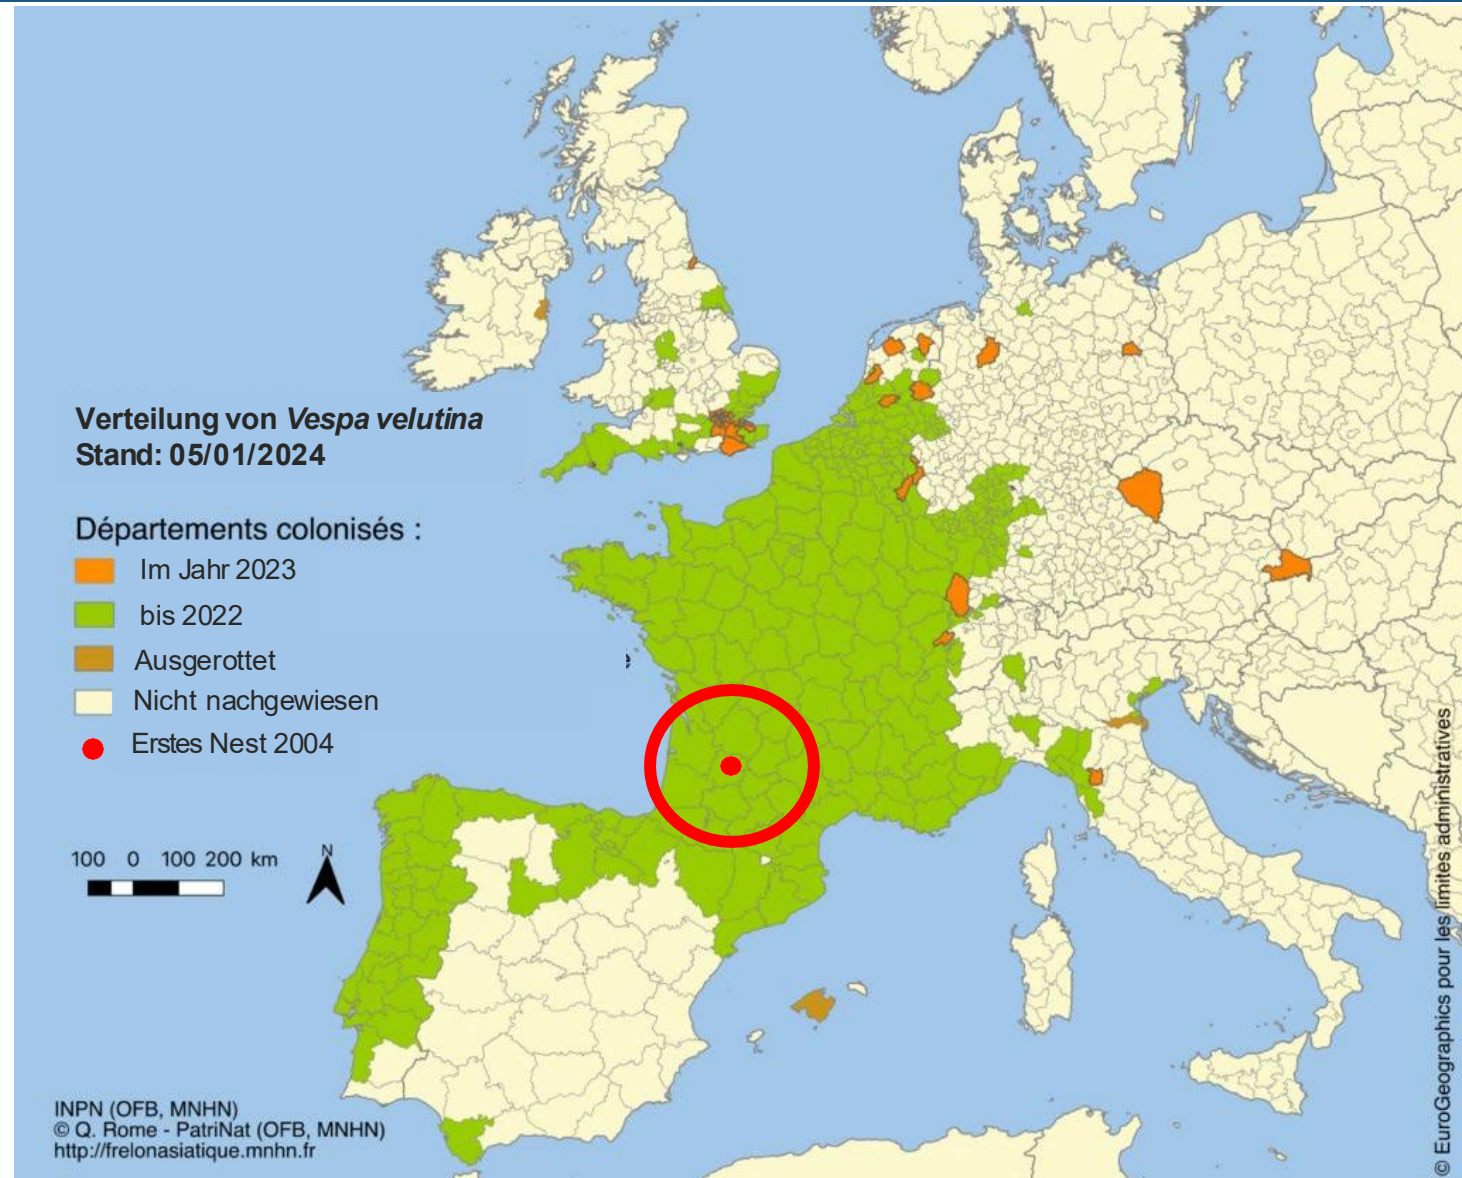 Verteilung von Vespa velutina
Stand: 05/01/2024
Départements colonisés :
Im Jahr 2023
bis 2022
Ausgerottet
Nicht nachgewiesen
Erstes Nest 2004
100 0 100 200 km
N
INPN (OFB, MNHN)
© Q. Rome - PatriNat (OFB, MNHN)
http://frelonasiatique.mnhn.fr
© EuroGeographics pour les limites administratives